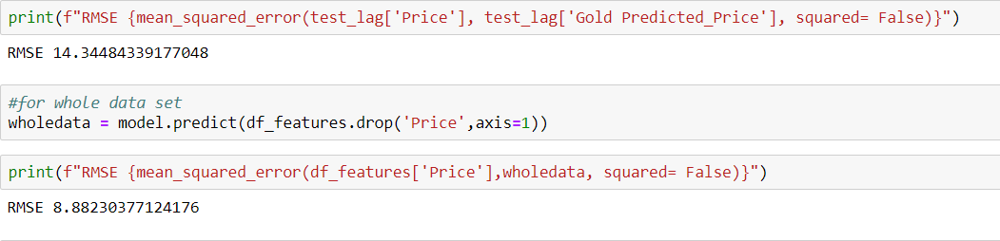 print(f"RMSE {mean_squared_error(test_lag['Price'], test_lag['Gold Predicted_Price'], squared= False)}")
RMSE 14.34484339177048
#for whole data set
wholedata = model.predict(df_features.drop('Price',axis=1))
print(f"RMSE {mean_squared_error(df_features['Price'],wholedata, squared= False)}")
RMSE 8.88230377124176